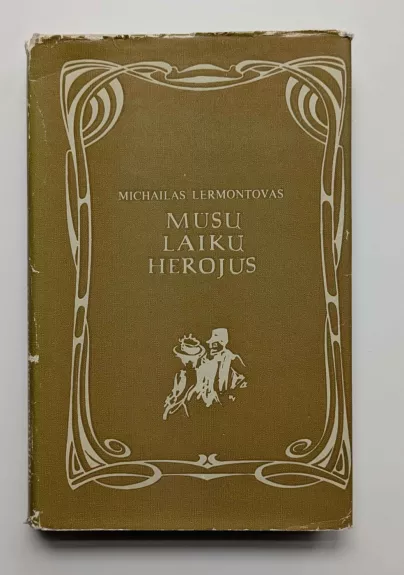 MICHAILAS LERMONTOVAS
MUSU
LAIKU
HEROJUS